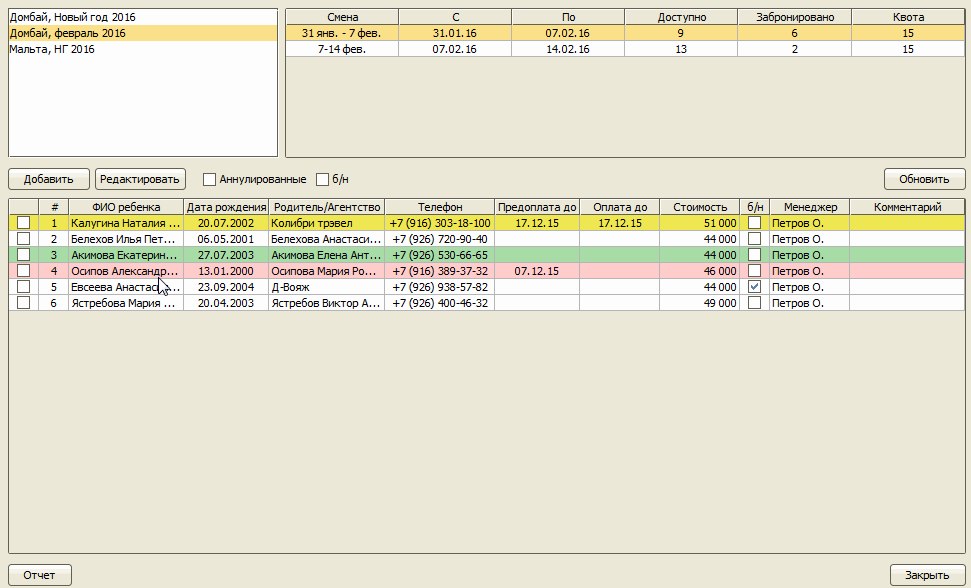 Домбай, Новый год 2016
Домбай, февраль 2016
Мальта, НГ 2016
Смена С По Доступно Забронировано Квота
31 янв. - 7 фев. 31.01.16 07.02.16 9 6 15
7-14 фев. 07.02.16 14.02.16 13 2 15
Добавить Редактировать Аннулированные б/н Обновить
# ФИО ребенка Дата рождения Родитель/Агентство Телефон Предоплата до Оплата до Стоимость б/н Менеджер Комментарий
1 Калугина Наталия ... 20.07.2002 Колибри трэвел +7 (916) 303-18-100 17.12.15 17.12.15 51 000 Петров О.
2 Белехов Илья Пет... 06.05.2001 Белехова Анастаси... +7 (926) 720-90-40 44 000 Петров О.
3 Акимова Екатерин... 27.07.2003 Акимова Елена Ант... +7 (926) 530-66-65 44 000 Петров О.
4 Осипов Александр... 13.01.2000 Осипова Мария Ро... +7 (916) 389-37-32 07.12.15 46 000 Петров О.
5 Евсеева Анастас... 23.09.2004 Д-Вояж +7 (926) 938-57-82 44 000 Петров О.
6 Ястребова Мария ... 20.04.2003 Ястребов Виктор А... +7 (926) 400-46-32 49 000 Петров О.
Отчет Закрыть